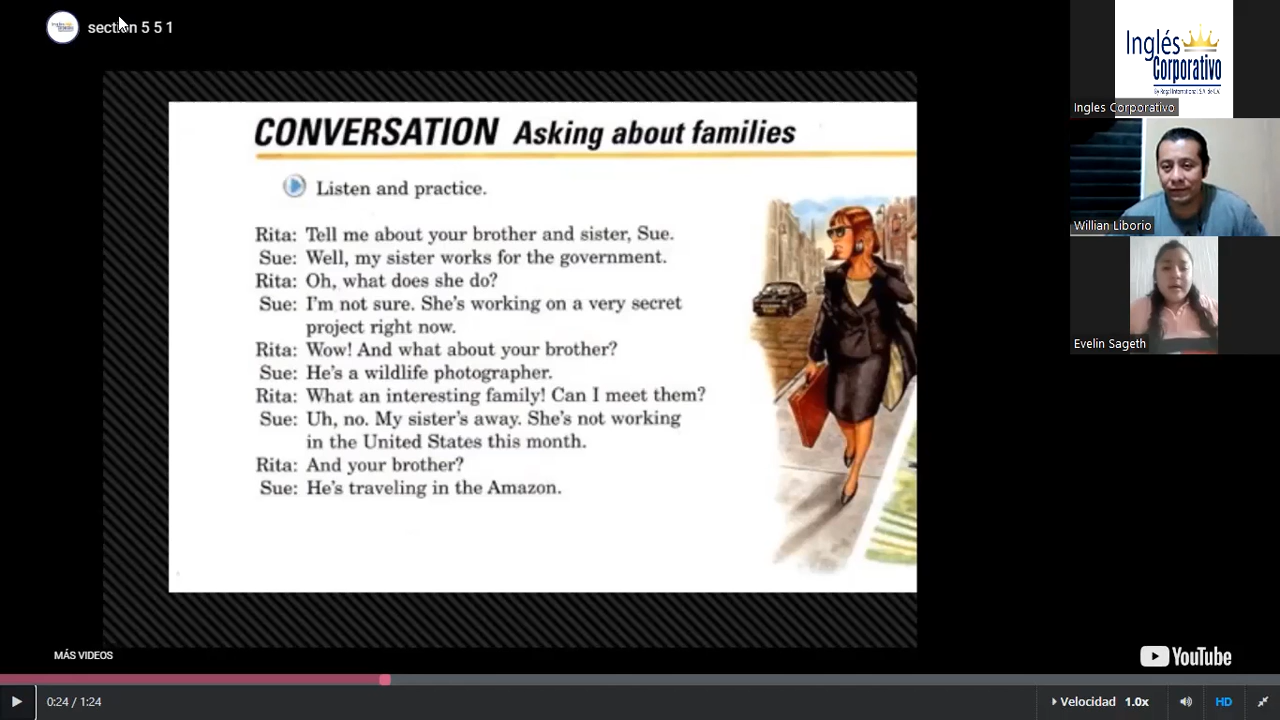 section 5 5 1
CONVERSATION Asking about families
Listen and practice.
Rita: Tell me about your brother and sister, Sue.
Sue: Well, my sister works for the government.
Rita: Oh, what does she do?
Sue: I'm not sure. She's working on a very secret
project right now.
Rita: Wow! And what about your brother?
Sue: He's a wildlife photographer.
Rita: What an interesting family! Can I meet them?
Sue: Uh, no. My sister's away. She's not working
in the United States this month.
Rita: And your brother?
Sue: He's traveling in the Amazon.
MÁS VIDEOS
YouTube
0:24 / 1:24
Velocidad 1.0x
HD
Inglés
Corporativo
By Regal International, S.A. de C.V.
Ingles Corporativo
Willian Liborio
Evelin Sageth